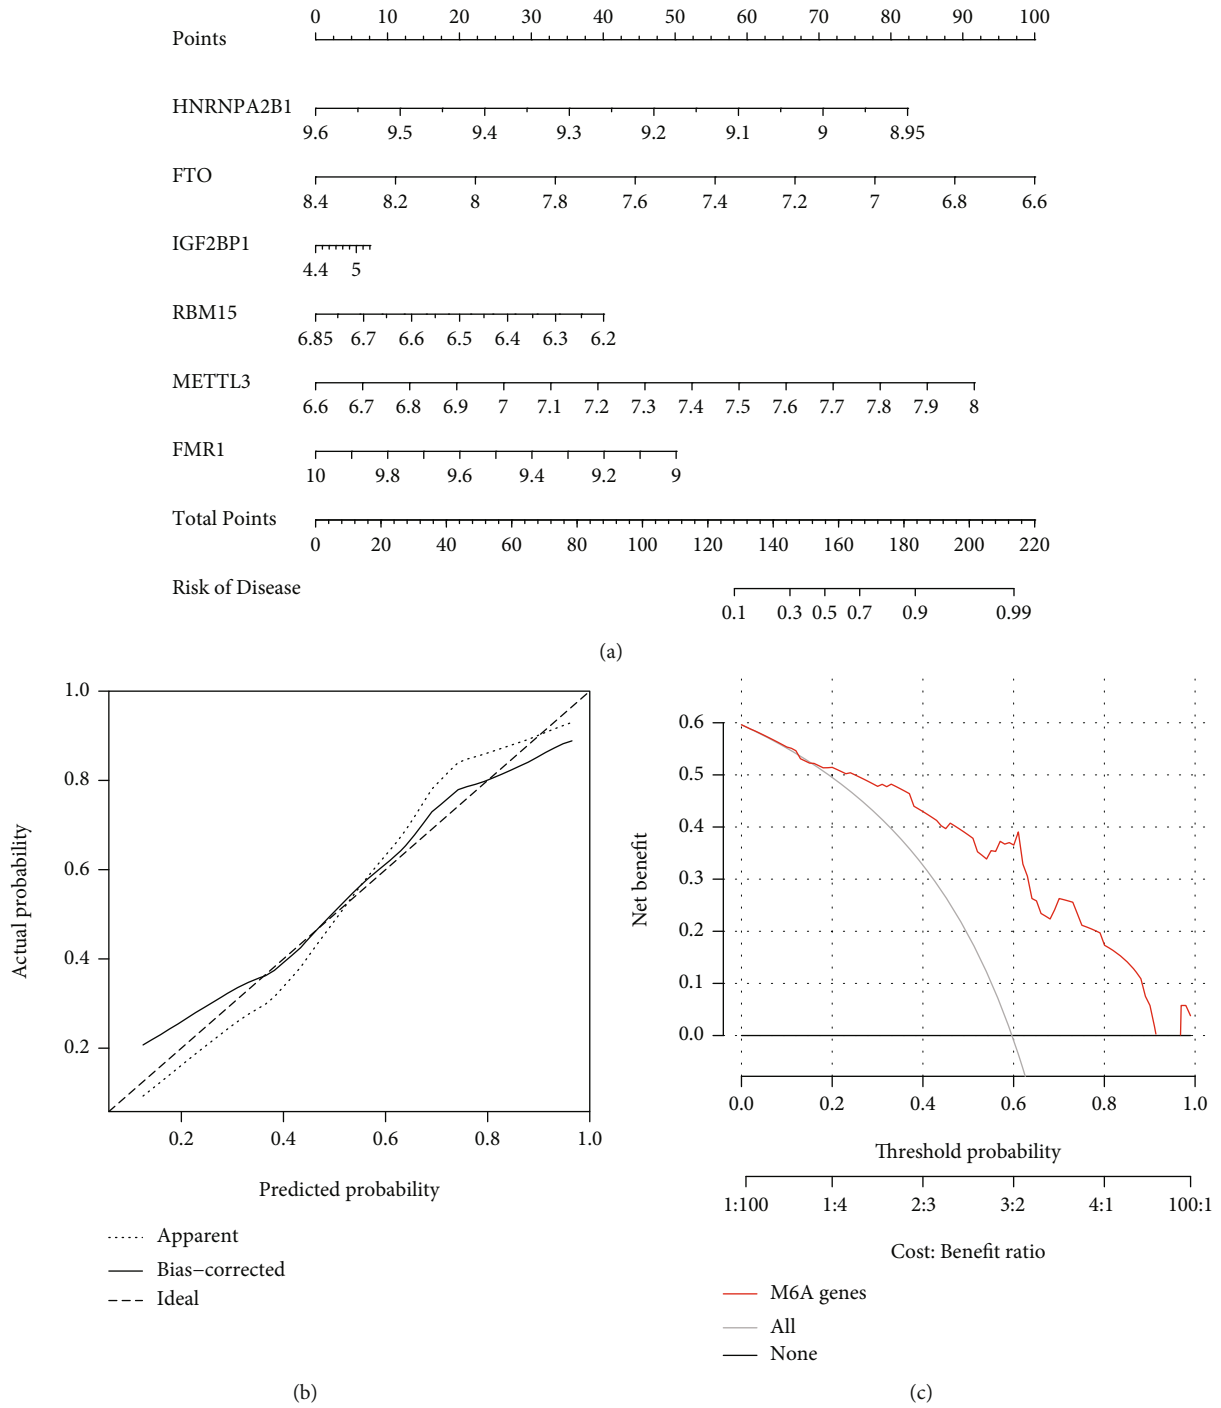 0 10 20 30 40 50 60 70 80 90 100
Points
HNRNPA2B1
9.6 9.5 9.4 9.3 9.2 9.1 9 8.95
FTO
8.4 8.2 8 7.8 7.6 7.4 7.2 7 6.8 6.6
IGF2BP1
4.4 5
RBM15
6.85 6.7 6.6 6.5 6.4 6.3 6.2
METTL3
6.6 6.7 6.8 6.9 7 7.1 7.2 7.3 7.4 7.5 7.6 7.7 7.8 7.9 8
FMR1
10 9.8 9.6 9.4 9.2 9
Total Points
0 20 40 60 80 100 120 140 160 180 200 220
Risk of Disease
0.1 0.3 0.5 0.7 0.9 0.99
(a)
1.0
0.8
0.6
0.4
0.2
Actual probability
0.2 0.4 0.6 0.8 1.0
Predicted probability
Apparent
Bias-corrected
Ideal
(b)
0.6
0.5
0.4
0.3
0.2
0.1
0.0
Net benefit
0.0 0.2 0.4 0.6 0.8 1.0
Threshold probability
1:100 1:4 2:3 3:2 4:1 100:1
Cost: Benefit ratio
M6A genes
All
None
(c)